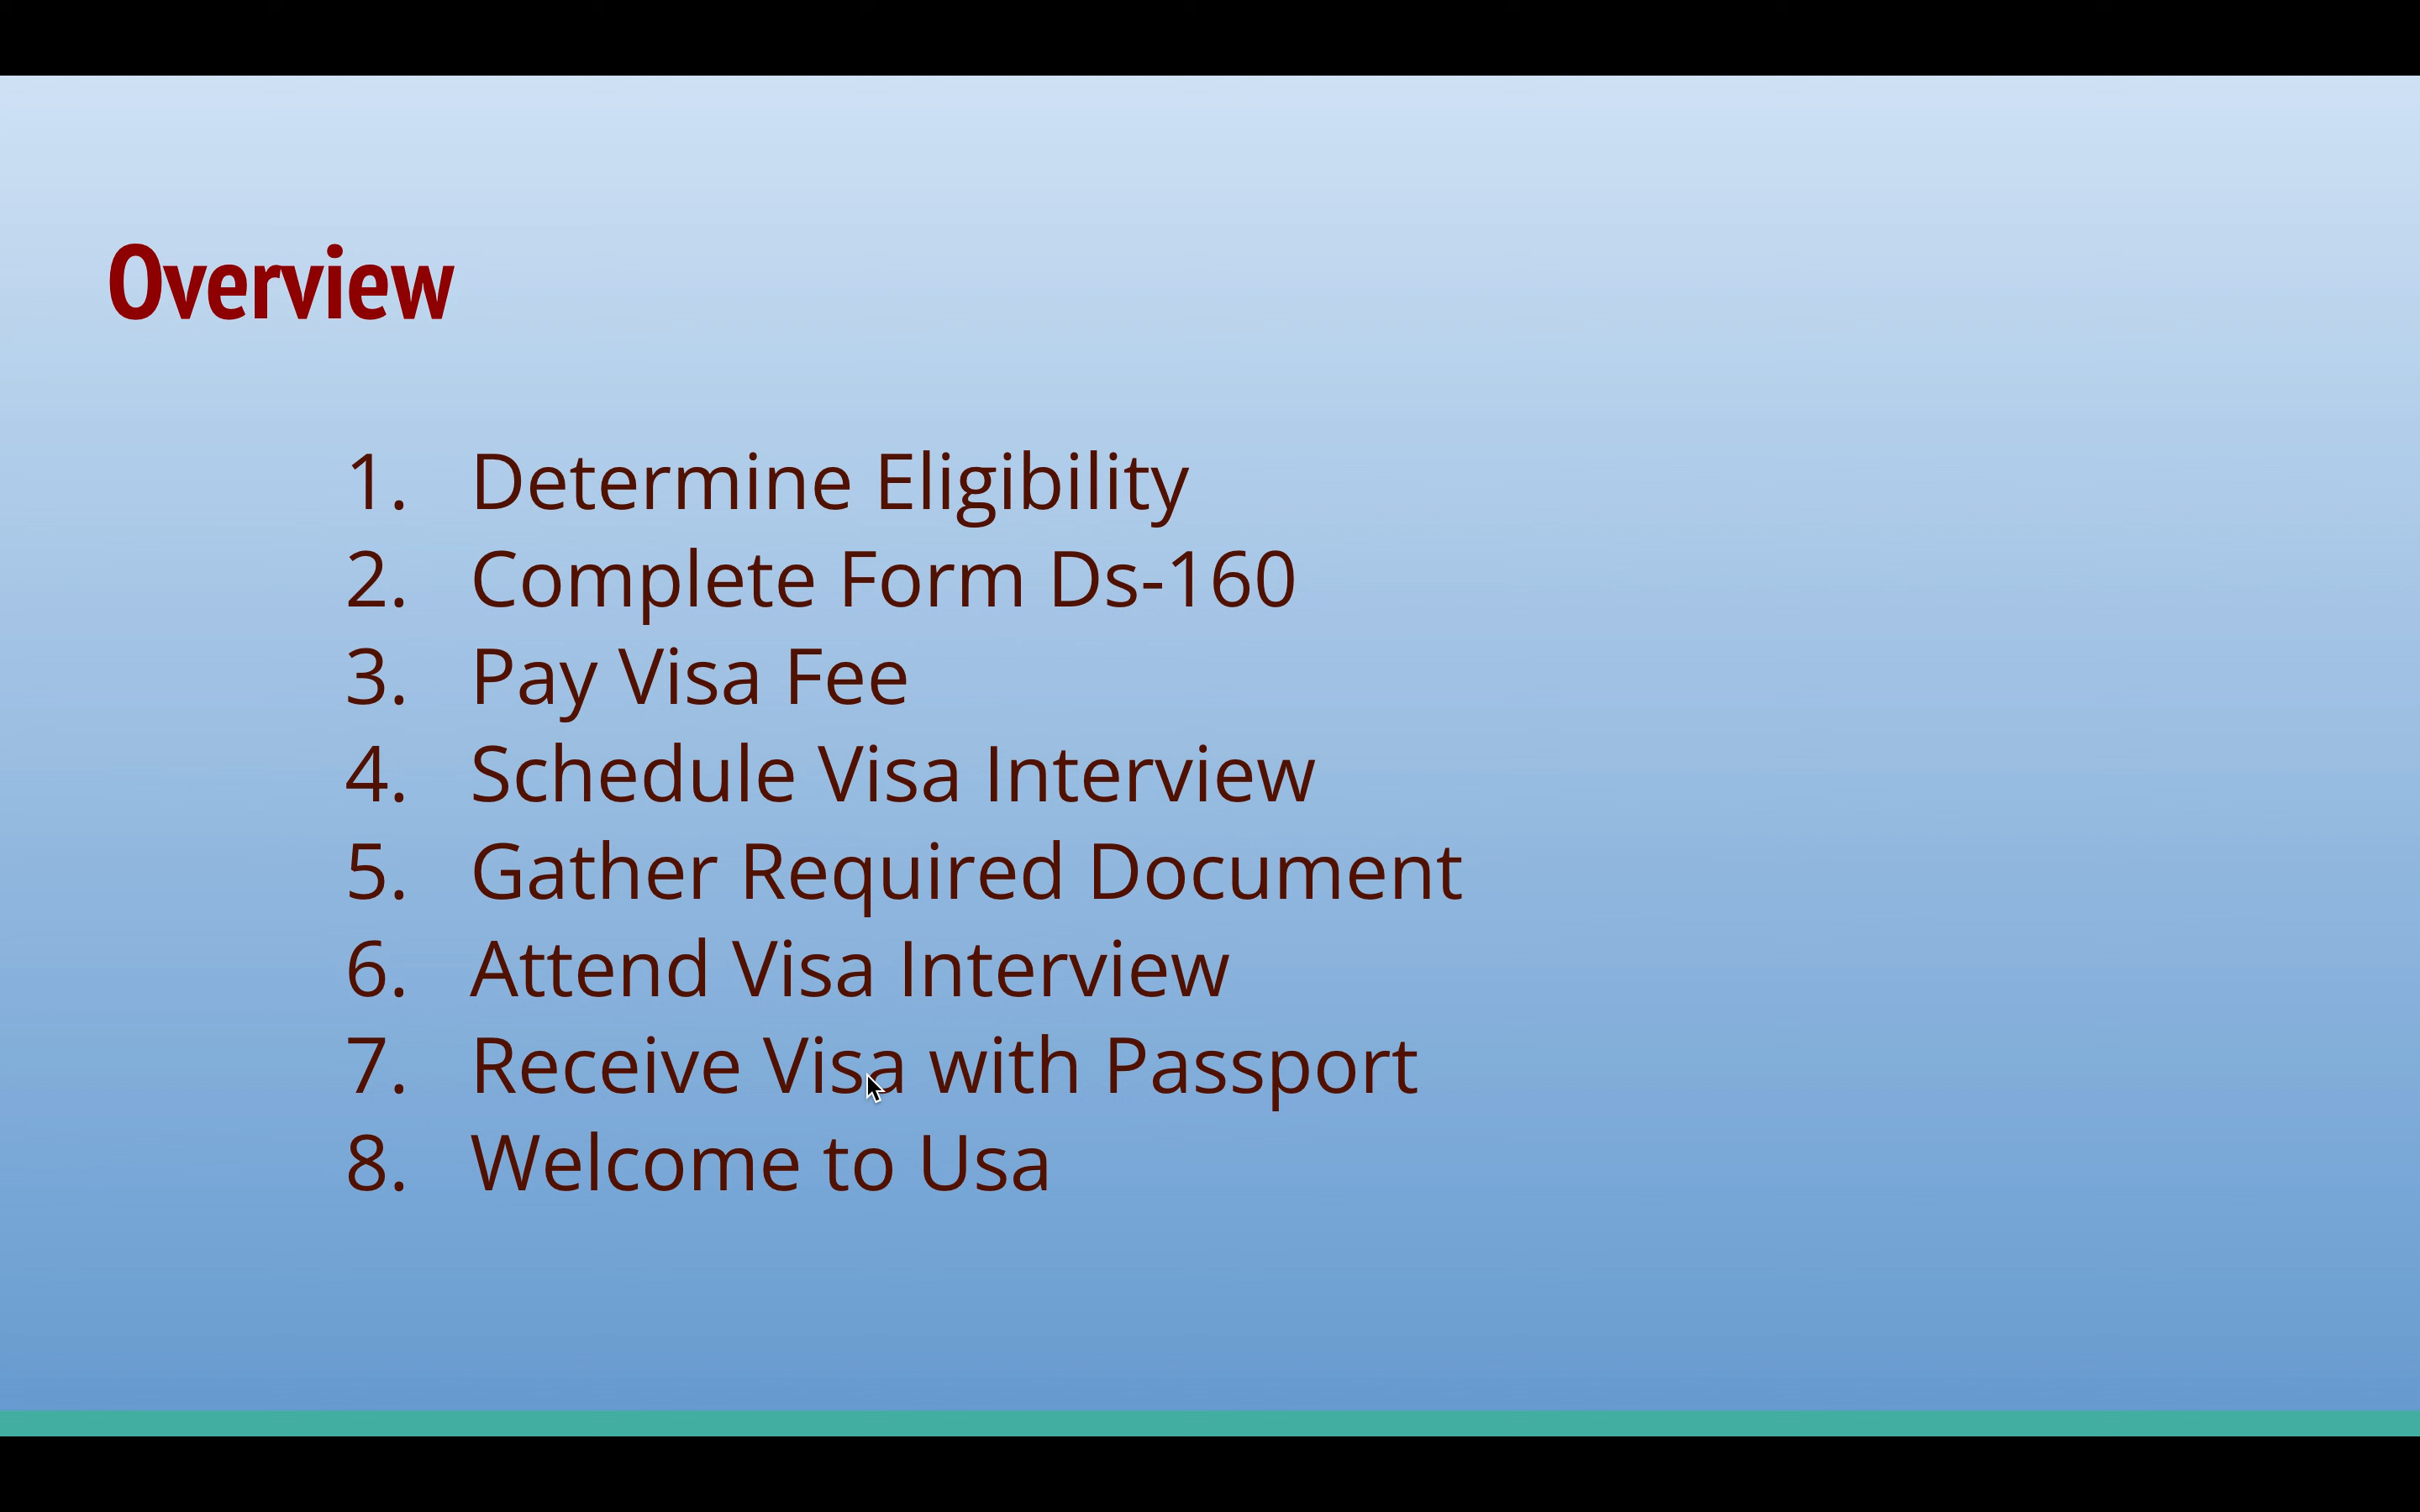 Overview
1. Determine Eligibility
2. Complete Form Ds-160
3. Pay Visa Fee
4. Schedule Visa Interview
5. Gather Required Document
6. Attend Visa Interview
7. Receive Visa with Passport
8. Welcome to Usa